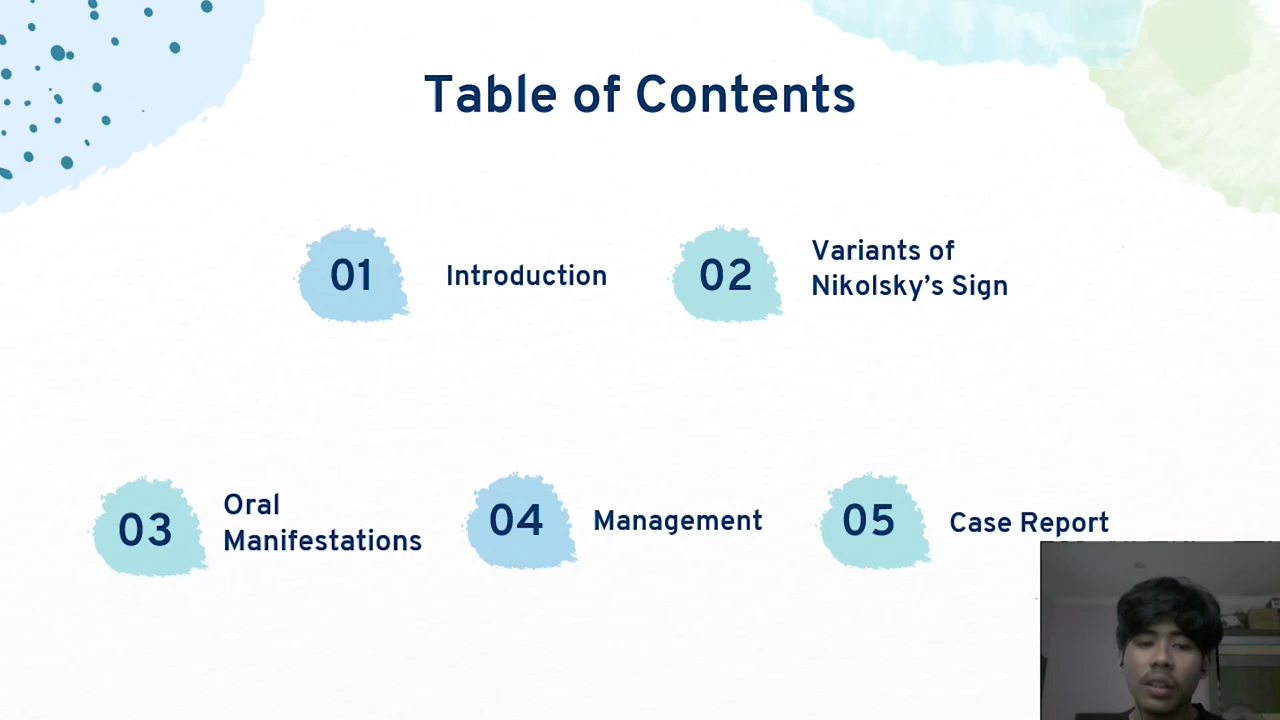 Table of Contents
01
Introduction
02
Variants of
Nikolsky's Sign
03
Oral
Manifestations
04
Management
05
Case Report